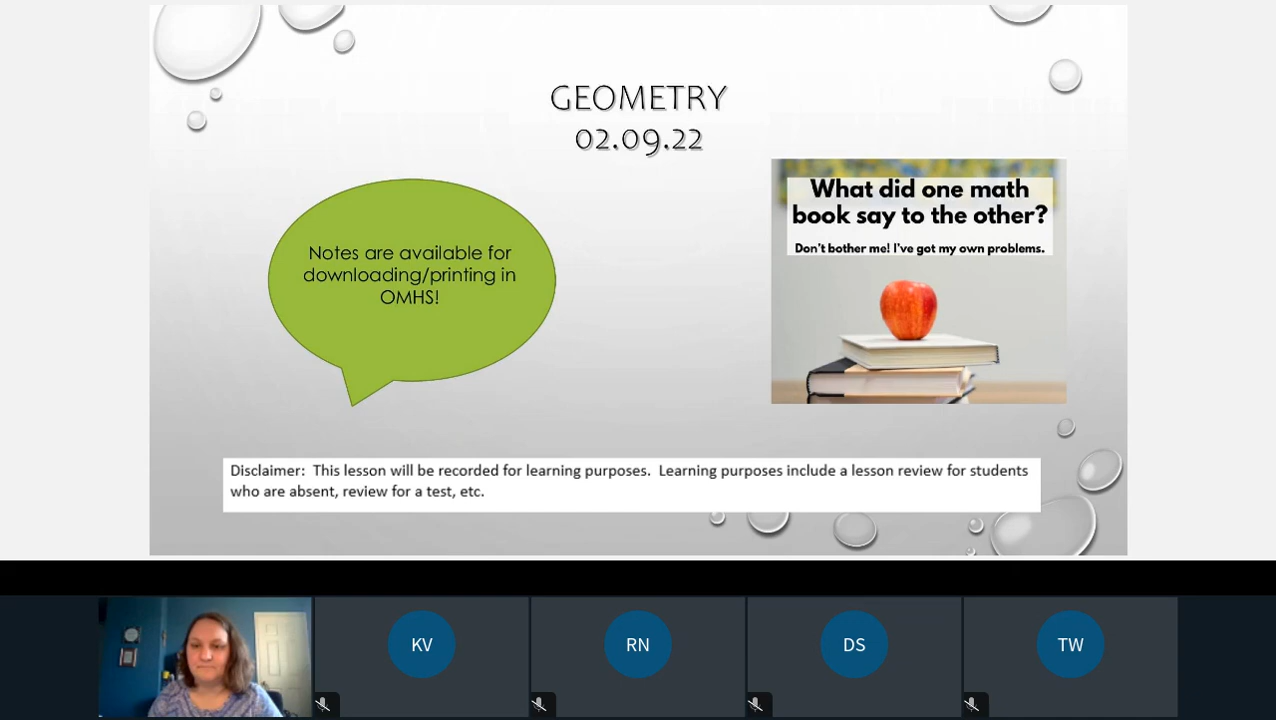 GEOMETRY
02.09.22
Notes are available for
downloading/printing in
OMHS!
What did one math
book say to the other?
Don't bother me! I've got my own problems.
Disclaimer:  This lesson will be recorded for learning purposes.  Learning purposes include a lesson review for students
who are absent, review for a test, etc.
KV
RN
DS
TW